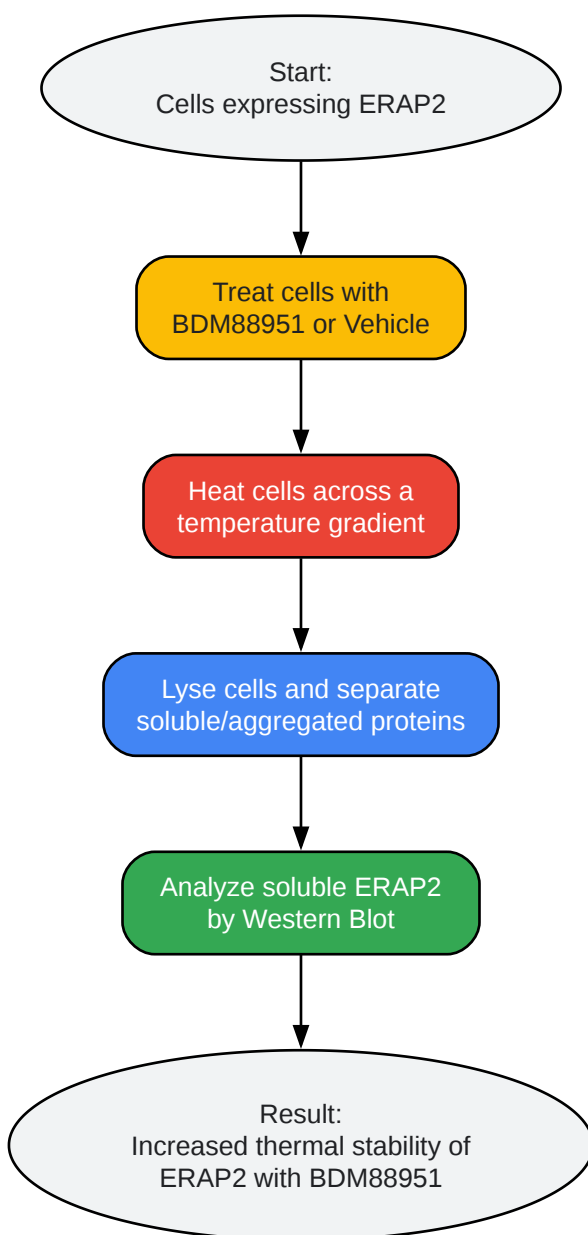 Start:
Cells expressing ERAP2
Treat cells with
BDM88951 or Vehicle
Heat cells across a
temperature gradient
Lyse cells and separate
soluble/aggregated proteins
Analyze soluble ERAP2
by Western Blot
Result:
Increased thermal stability of
ERAP2 with BDM88951